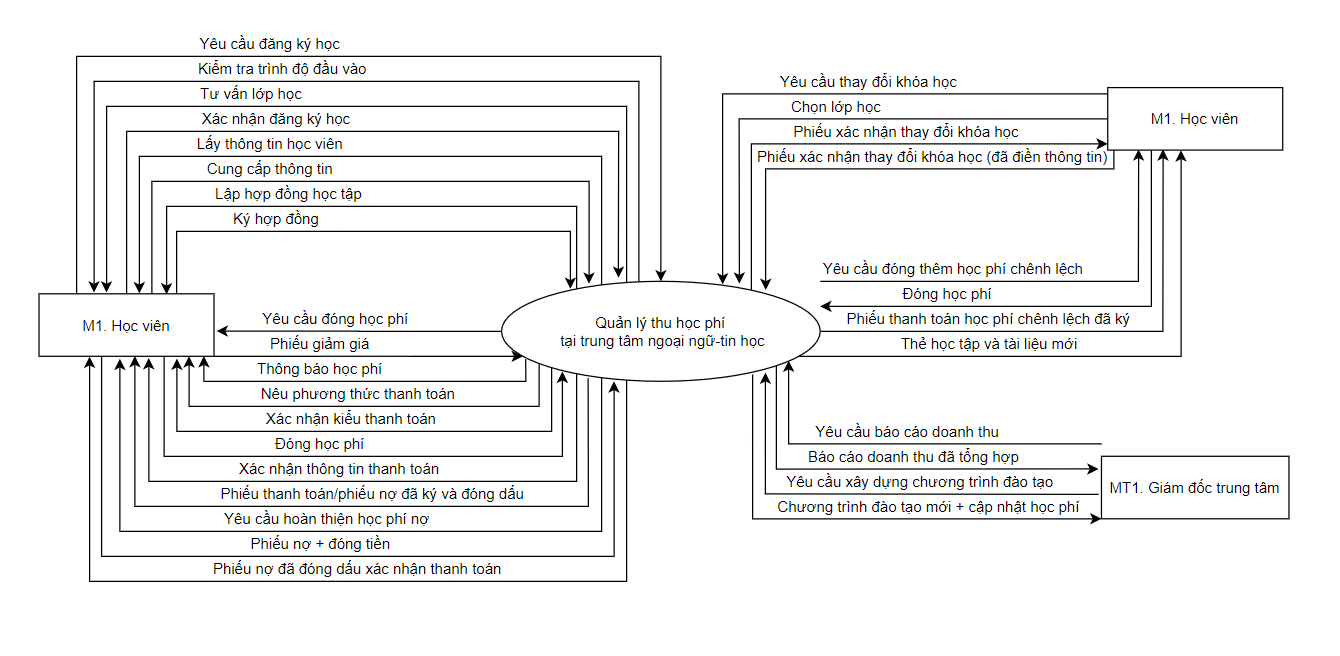 Yêu cầu đăng ký học
Kiểm tra trình độ đầu vào
Tư vấn lớp học
Xác nhận đăng ký học
Lấy thông tin học viên
Cung cấp thông tin
Lập hợp đồng học tập
Ký hợp đồng
M1. Học viên
Yêu cầu đóng học phí
Phiếu giảm giá
Thông báo học phí
Nêu phương thức thanh toán
Xác nhận kiểu thanh toán
Đóng học phí
Xác nhận thông tin thanh toán
Phiếu thanh toán/phiếu nợ đã ký và đóng dấu
Yêu cầu hoàn thiện học phí nợ
Phiếu nợ + đóng tiền
Phiếu nợ đã đóng dấu xác nhận thanh toán
Quản lý thu học phí
tại trung tâm ngoại ngữ-tin học
Yêu cầu thay đổi khóa học
Chọn lớp học
Phiếu xác nhận thay đổi khóa học
Phiếu xác nhận thay đổi khóa học (đã điền thông tin)
M1. Học viên
Yêu cầu đóng thêm học phí chênh lệch
Đóng học phí
Phiếu thanh toán học phí chênh lệch đã ký
Thẻ học tập và tài liệu mới
Yêu cầu báo cáo doanh thu
Báo cáo doanh thu đã tổng hợp
Yêu cầu xây dựng chương trình đào tạo
Chương trình đào tạo mới + cập nhật học phí
MT1. Giám đốc trung tâm